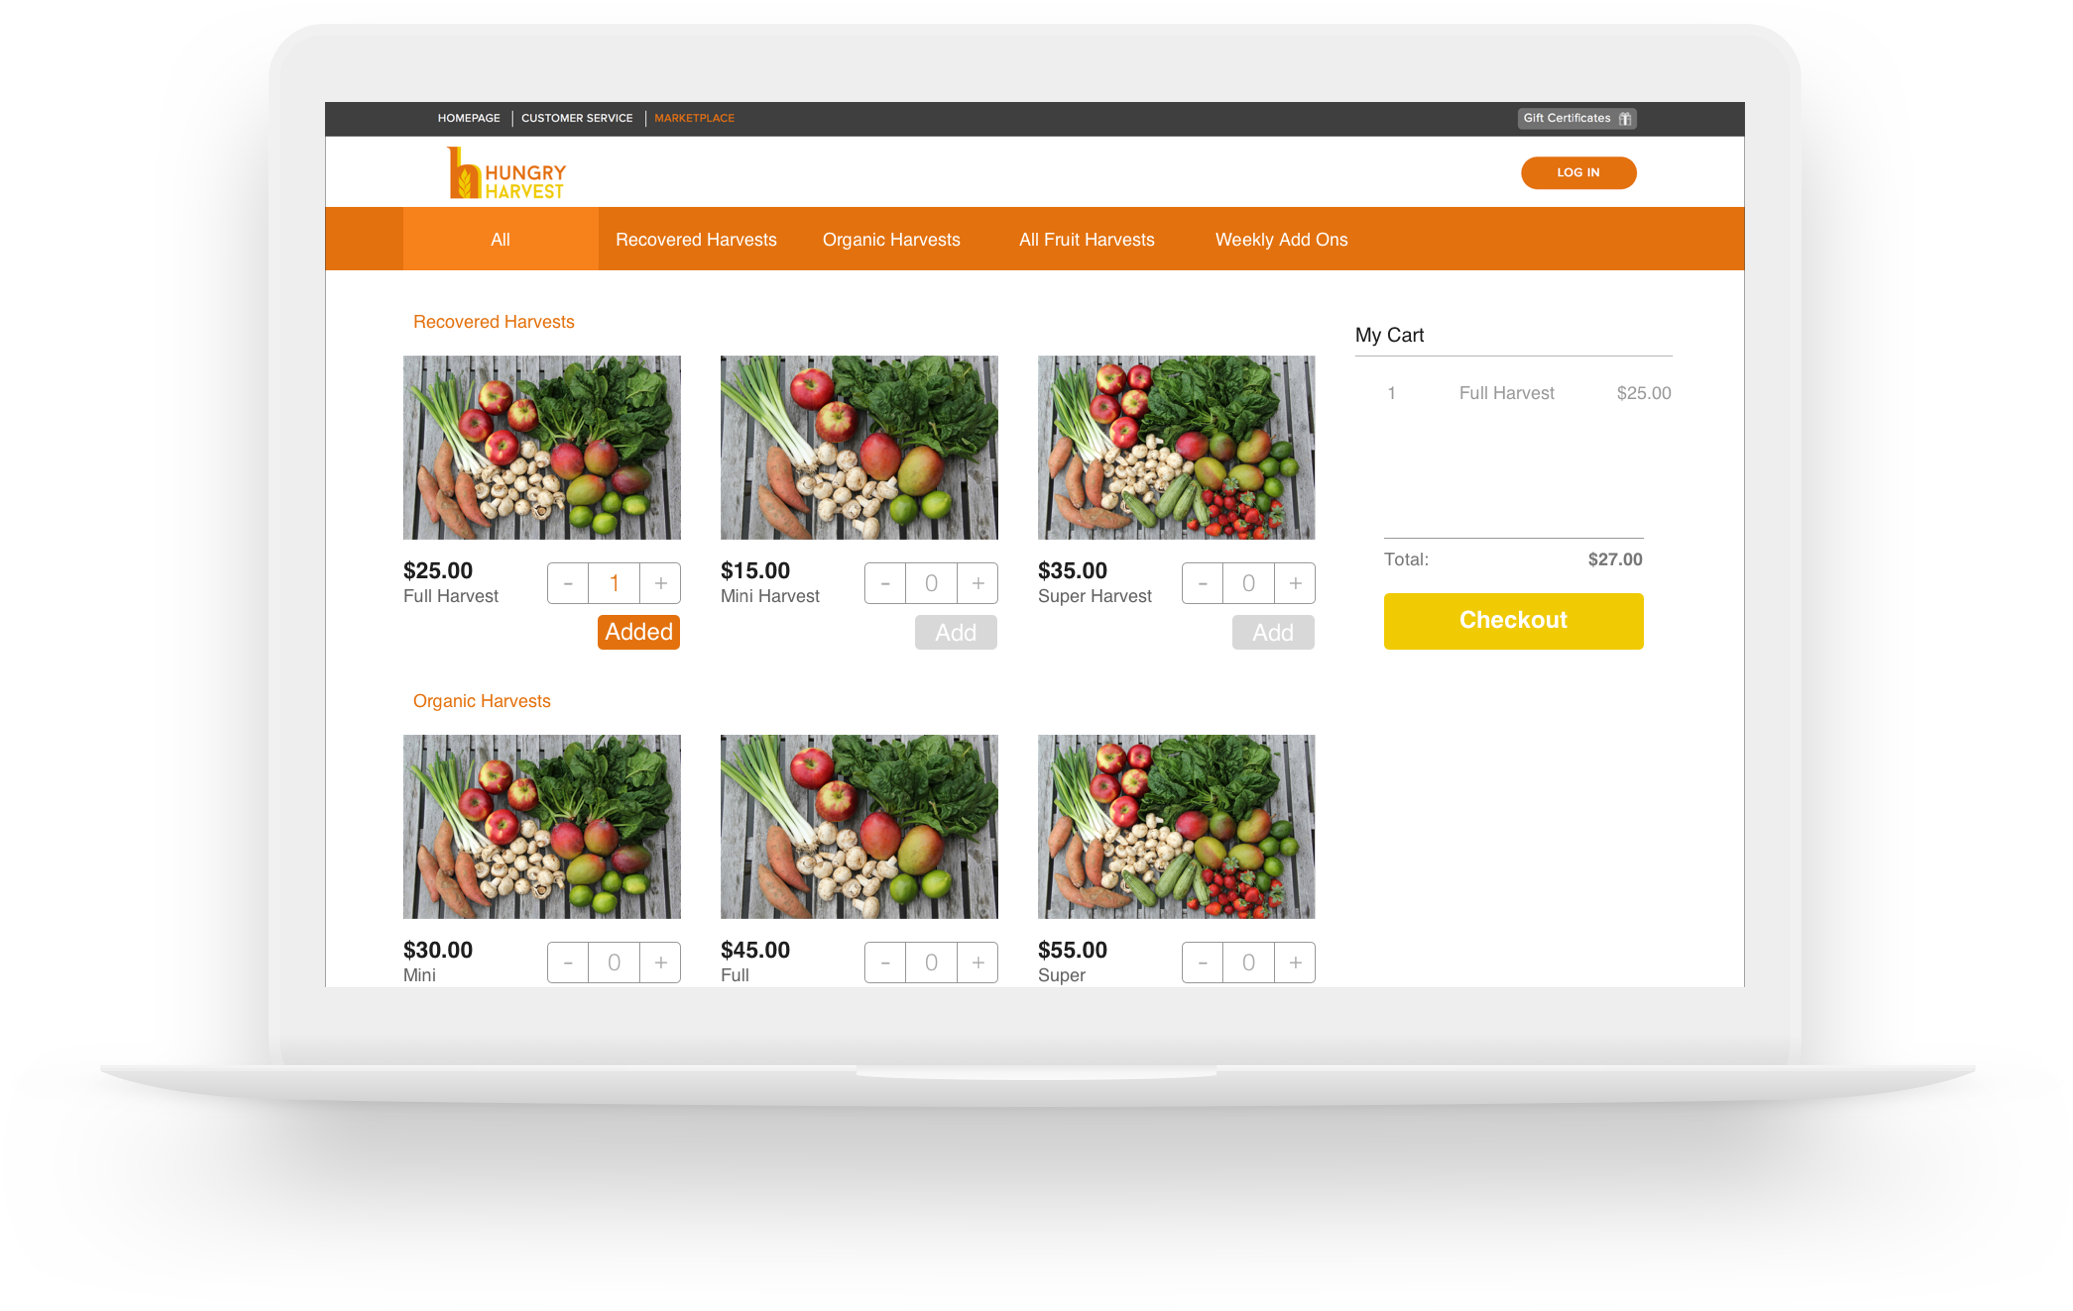 HOMEPAGE CUSTOMER SERVICE MARKETPLACE Gift Certificates
HUNGRY
HARVEST
LOG IN
All Recovered Harvests Organic Harvests All Fruit Harvests Weekly Add Ons
Recovered Harvests
My Cart
1 Full Harvest $25.00
Total: $27.00
Checkout
$25.00
Full Harvest
- 1 +
Added
$15.00
Mini Harvest
- 0 +
Add
$35.00
Super Harvest
- 0 +
Add
Organic Harvests
$30.00
Mini
- 0 +
$45.00
Full
- 0 +
$55.00
Super
- 0 +